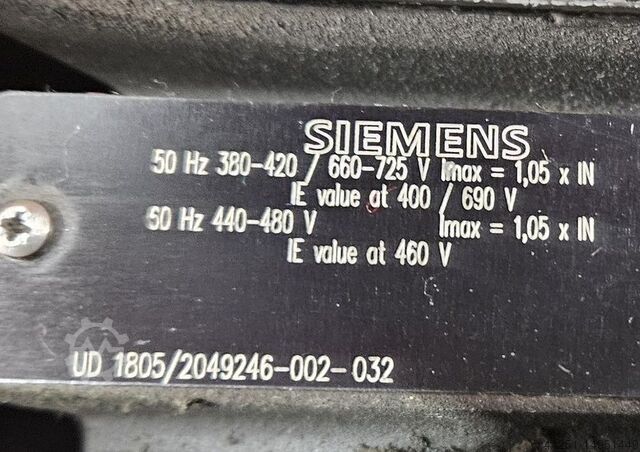 SIEMENS
50 Hz 380-420 / 660-725 V Imax = 1,05 x IN
IE value at 400 / 690 V
60 Hz 440-480 V Imax = 1,05 x IN
IE value at 460 V
UD 1805/2049246-002-032